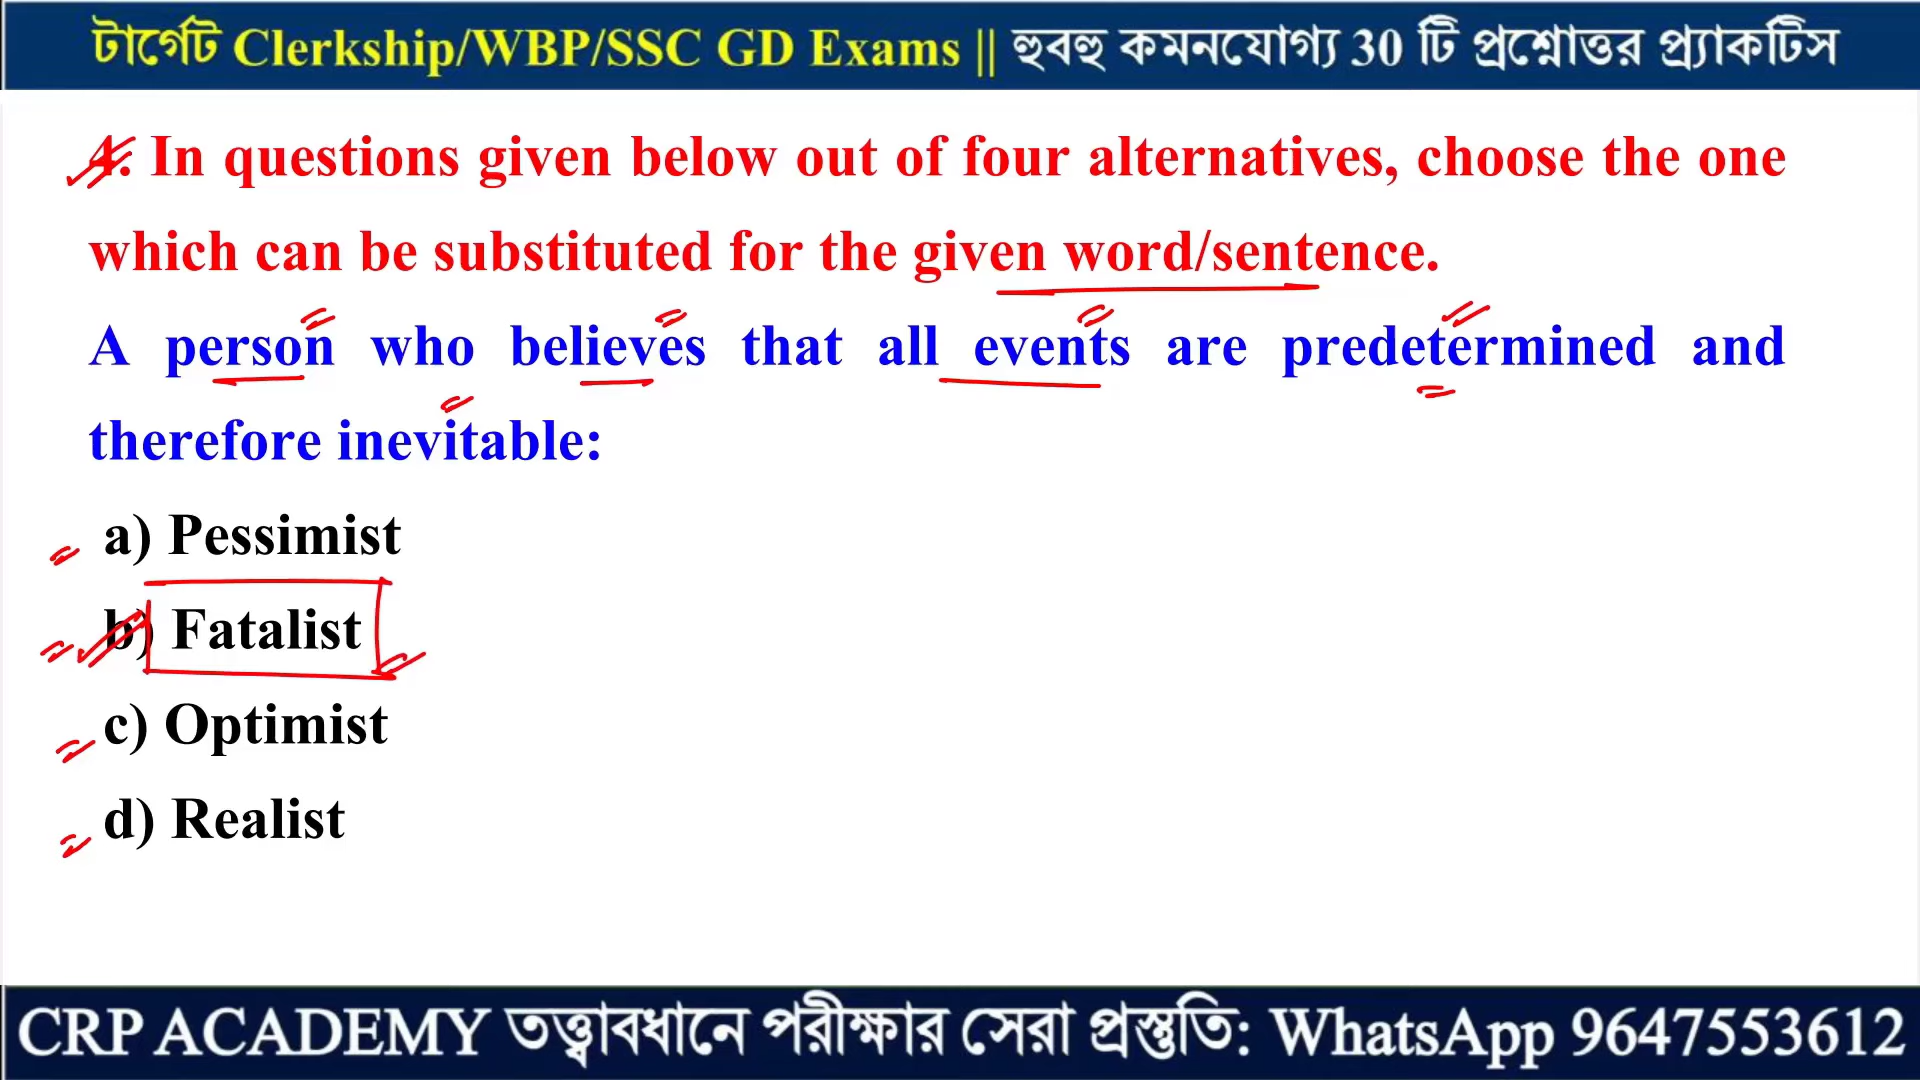 টার্গেট Clerkship/WBP/SSC GD Exams || হুবহু কমনযোগ্য 30 টি প্রশ্নোত্তর প্র্যাকটিস
4. In questions given below out of four alternatives, choose the one
which can be substituted for the given word/sentence.
A person who believes that all events are predetermined and
therefore inevitable:
a) Pessimist
b) Fatalist
c) Optimist
d) Realist
CRP ACADEMY তত্ত্বাবধানে পরীক্ষার সেরা প্রস্তুতি: WhatsApp 9647553612